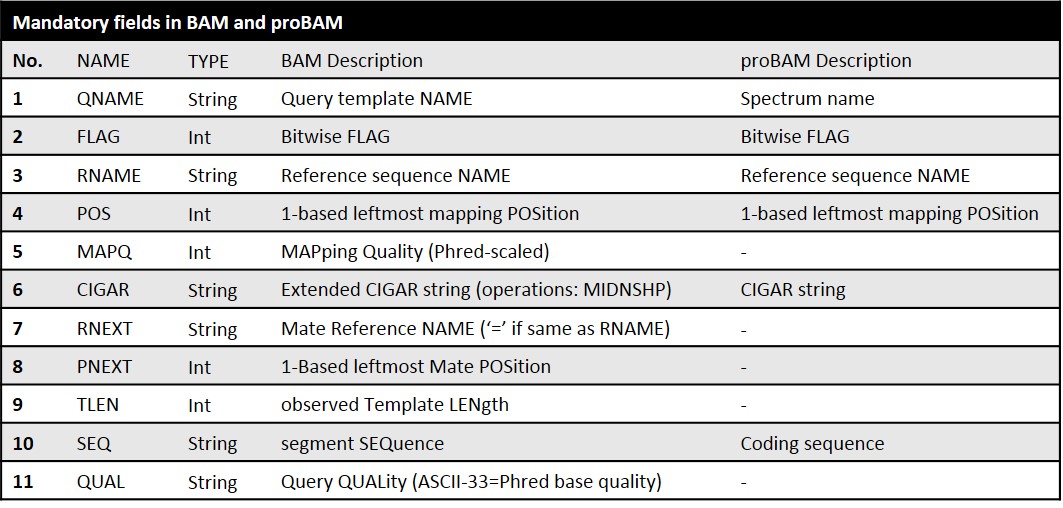 Mandatory fields in BAM and proBAM
No. NAME TYPE BAM Description proBAM Description
1 QNAME String Query template NAME Spectrum name
2 FLAG Int Bitwise FLAG Bitwise FLAG
3 RNAME String Reference sequence NAME Reference sequence NAME
4 POS Int 1-based leftmost mapping POSition 1-based leftmost mapping POSition
5 MAPQ Int MAPping Quality (Phred-scaled) -
6 CIGAR String Extended CIGAR string (operations: MIDNSHP) CIGAR string
7 RNEXT String Mate Reference NAME (‘=’ if same as RNAME) -
8 PNEXT Int 1-Based leftmost Mate POSition -
9 TLEN Int observed Template LENgth -
10 SEQ String segment SEQuence Coding sequence
11 QUAL String Query QUALity (ASCII-33=Phred base quality) -